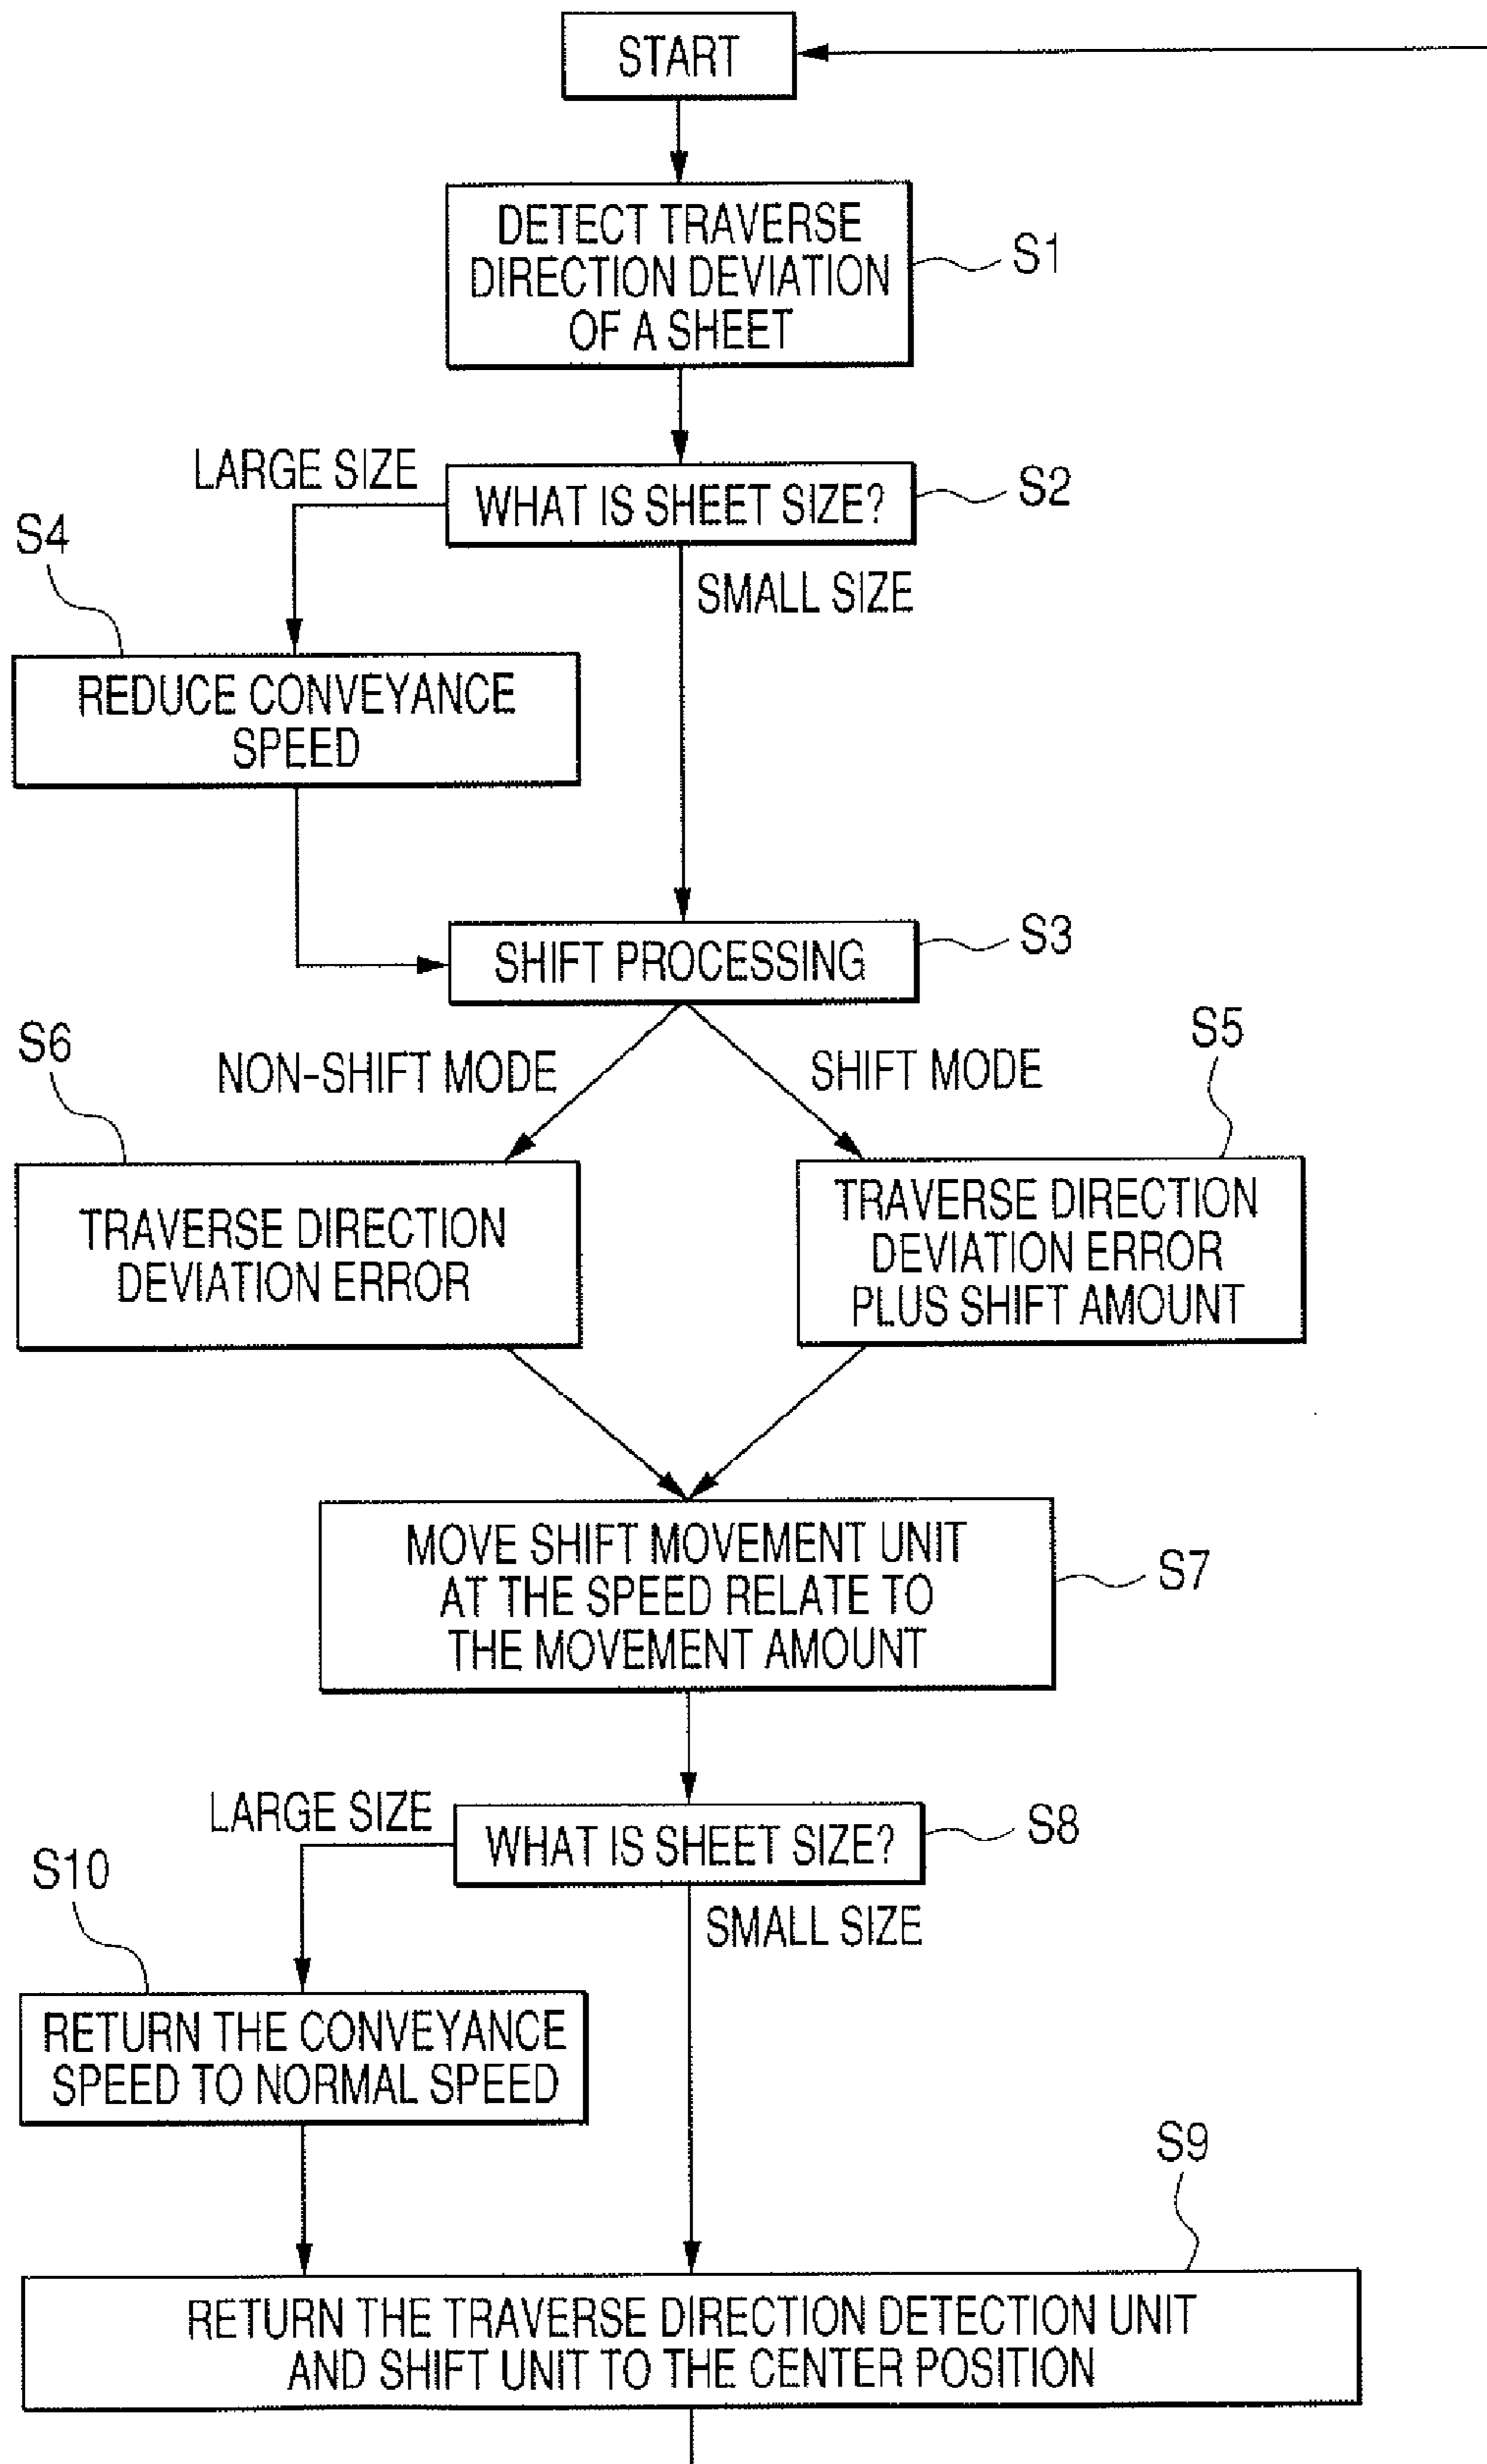 START
DETECT TRAVERSE
DIRECTION DEVIATION
OF A SHEET
S1
LARGE SIZE
WHAT IS SHEET SIZE?
S2
S4
SMALL SIZE
REDUCE CONVEYANCE
SPEED
SHIFT PROCESSING
S3
S6
NON-SHIFT MODE
SHIFT MODE
S5
TRAVERSE DIRECTION
DEVIATION ERROR
TRAVERSE DIRECTION
DEVIATION ERROR
PLUS SHIFT AMOUNT
MOVE SHIFT MOVEMENT UNIT
AT THE SPEED RELATE TO
THE MOVEMENT AMOUNT
S7
LARGE SIZE
WHAT IS SHEET SIZE?
S8
S10
SMALL SIZE
RETURN THE CONVEYANCE
SPEED TO NORMAL SPEED
S9
RETURN THE TRAVERSE DIRECTION DETECTION UNIT
AND SHIFT UNIT TO THE CENTER POSITION